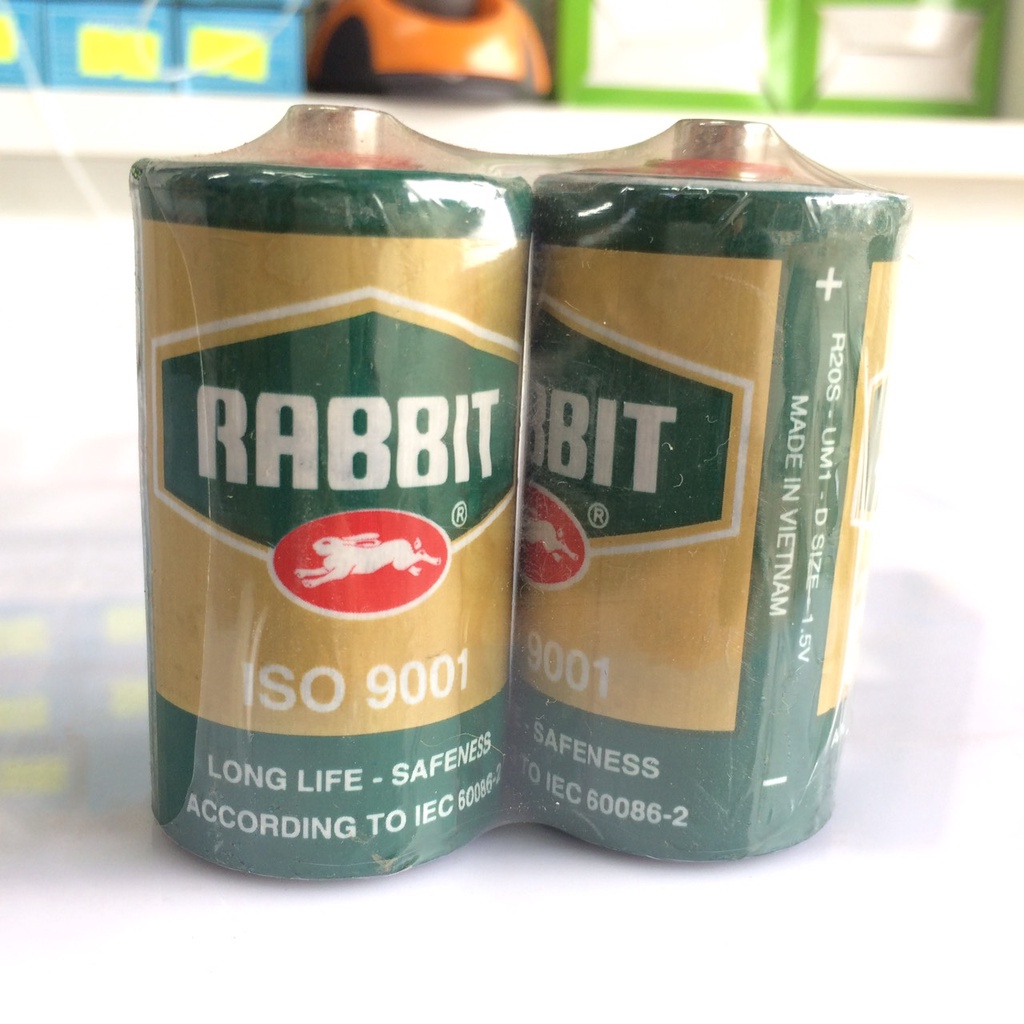 RABBIT
®
ISO 9001
LONG LIFE - SAFENESS
ACCORDING TO IEC 60086-2
BBIT
®
9001
- SAFENESS
TO IEC 60086-2
+
R20S - UM1 - D SIZE - 1.5V
MADE IN VIETNAM
–